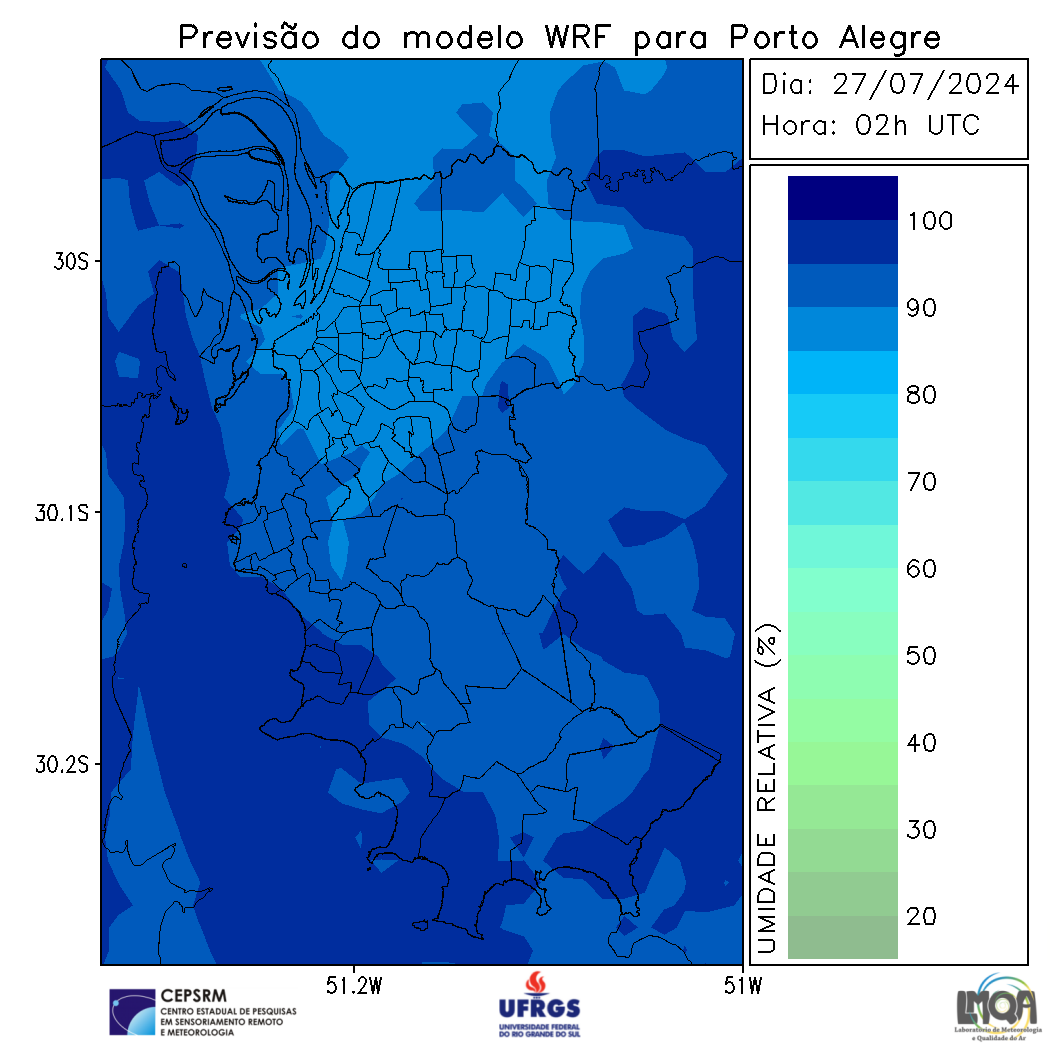 Previsão do modelo WRF para Porto Alegre
Dia: 27/07/2024
Hora: 02h UTC
30S
30.1S
30.2S
51.2W
51W
UMIDADE RELATIVA (%)
100
90
80
70
60
50
40
30
20
CEPSRM
CENTRO ESTADUAL DE PESQUISAS
EM SENSORIAMENTO REMOTO
E METEOROLOGIA
UFRGS
UNIVERSIDADE FEDERAL
DO RIO GRANDE DO SUL
LMQA
Laboratório de Meteorologia
e Qualidade do Ar